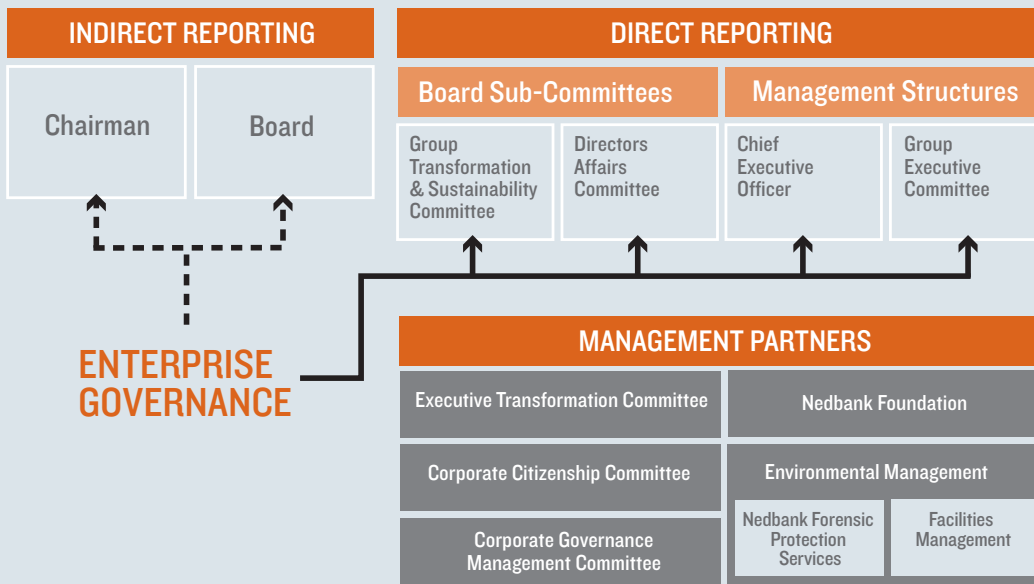 INDIRECT REPORTING
Chairman
Board
DIRECT REPORTING
Board Sub-Committees
Management Structures
Group
Transformation
& Sustainability
Committee
Directors
Affairs
Committee
Chief
Executive
Officer
Group
Executive
Committee
ENTERPRISE
GOVERNANCE
MANAGEMENT PARTNERS
Executive Transformation Committee
Nedbank Foundation
Corporate Citizenship Committee
Environmental Management
Corporate Governance
Management Committee
Nedbank Forensic
Protection
Services
Facilities
Management